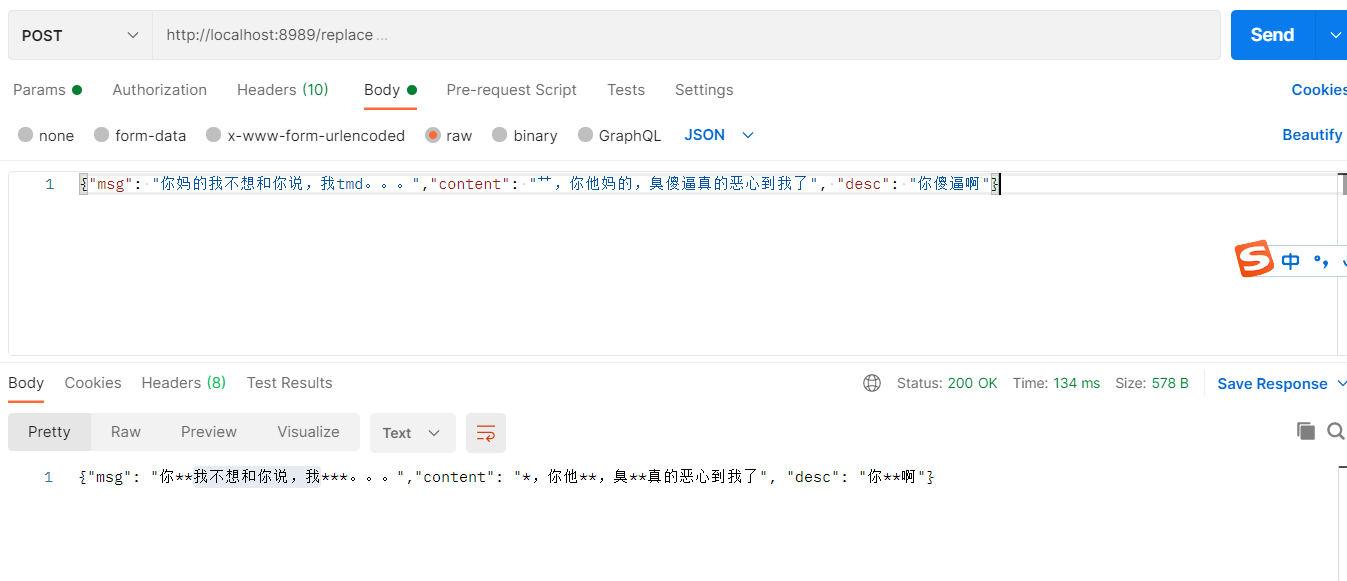 POST http://localhost:8989/replace ... Send
Params Authorization Headers (10) Body Pre-request Script Tests Settings Cookies
none form-data x-www-form-urlencoded raw binary GraphQL JSON Beautify
1 {"msg": "你妈的我不想和你说，我tmd。。。","content": "艹，你他妈的，臭傻逼真的恶心到我了", "desc": "你傻逼啊"}
S 中 °,
Body Cookies Headers (8) Test Results Status: 200 OK Time: 134 ms Size: 578 B Save Response
Pretty Raw Preview Visualize Text
1 {"msg": "你**我不想和你说，我***。。。","content": "*，你他**，臭**真的恶心到我了", "desc": "你**啊"}